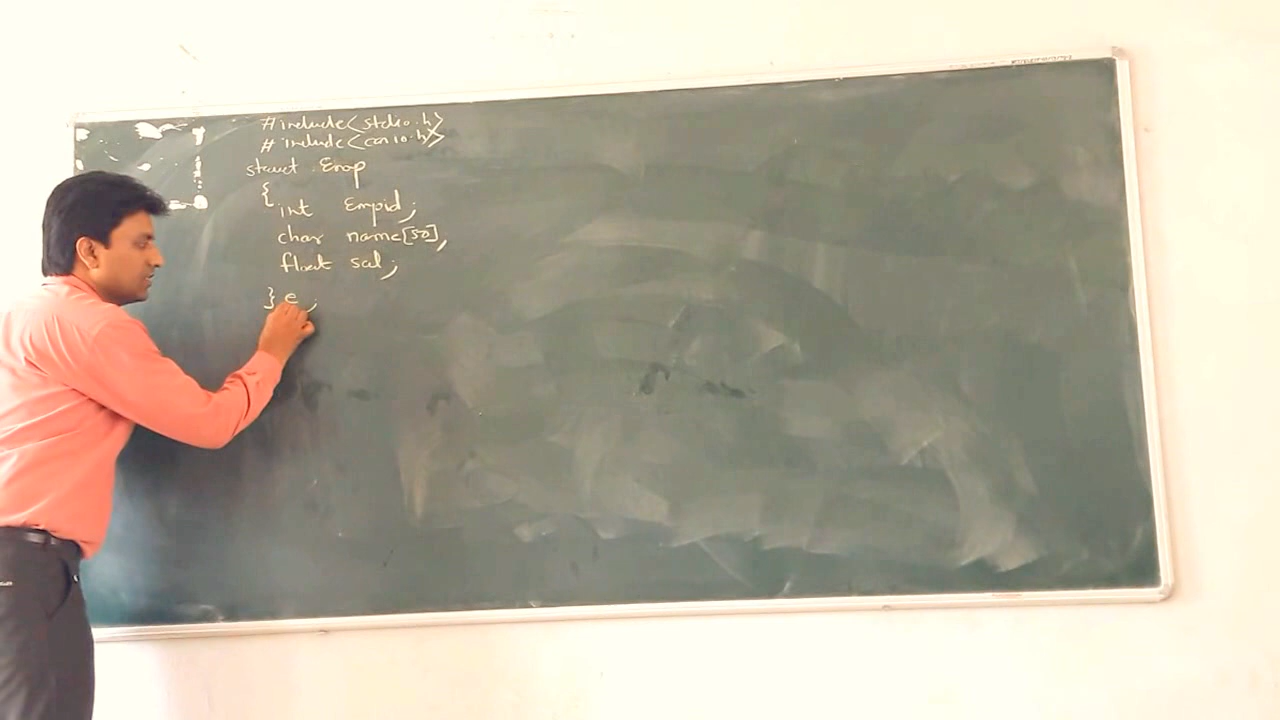 #include<stdio.h>
#include<conio.h>
struct Emp
{
int Empid;
char name[50];
float sal;
} e ;